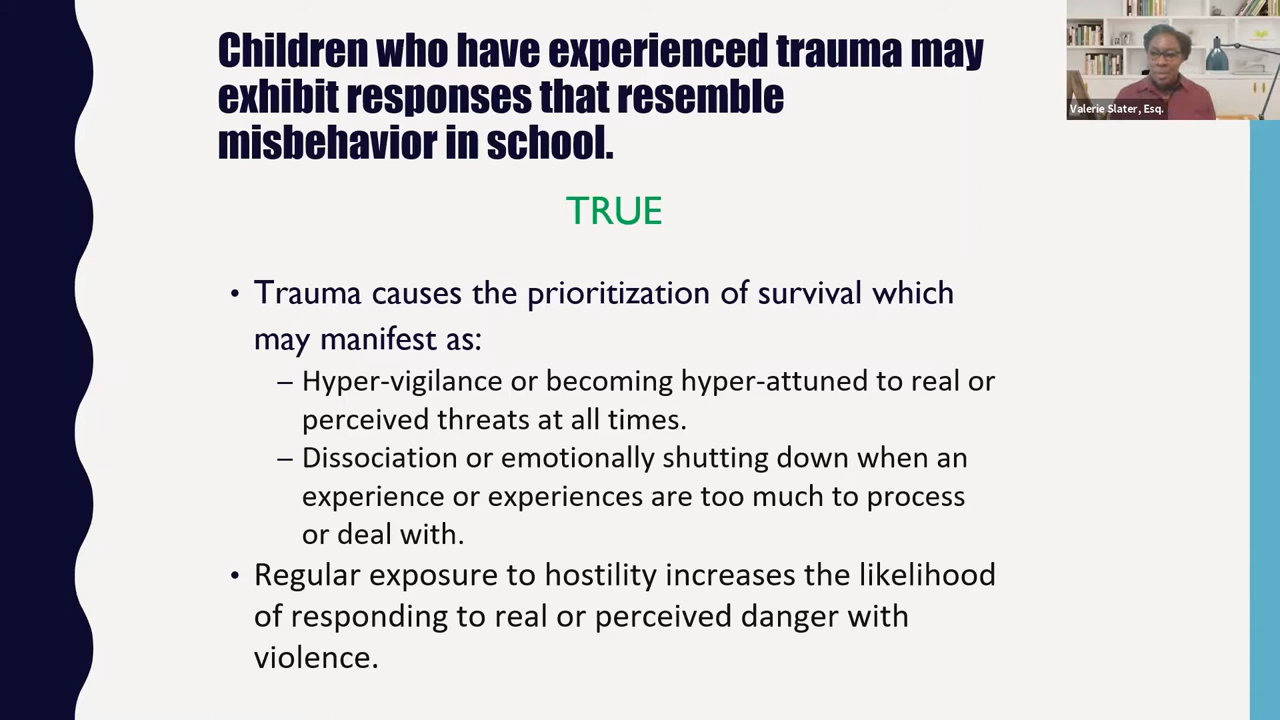 Children who have experienced trauma may
exhibit responses that resemble
misbehavior in school.
Valerie Slater, Esq.
TRUE
• Trauma causes the prioritization of survival which
may manifest as:
– Hyper-vigilance or becoming hyper-attuned to real or
perceived threats at all times.
– Dissociation or emotionally shutting down when an
experience or experiences are too much to process
or deal with.
• Regular exposure to hostility increases the likelihood
of responding to real or perceived danger with
violence.